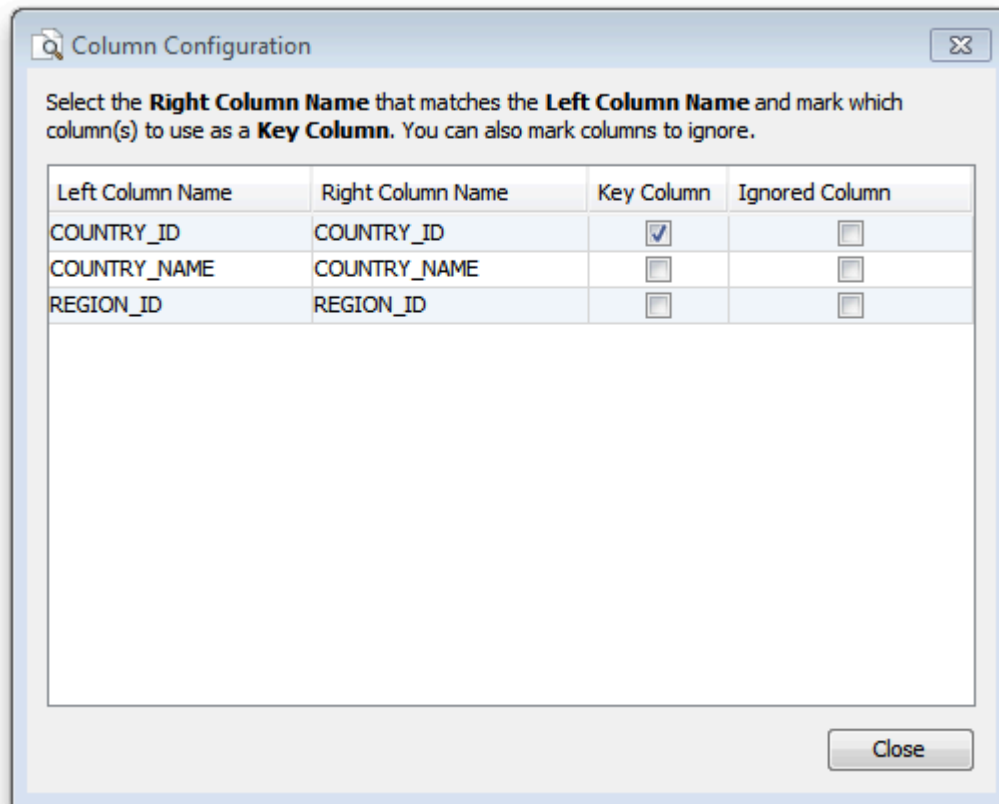 Column Configuration
Select the Right Column Name that matches the Left Column Name and mark which
column(s) to use as a Key Column. You can also mark columns to ignore.
Left Column Name Right Column Name Key Column Ignored Column
COUNTRY_ID COUNTRY_ID
COUNTRY_NAME COUNTRY_NAME
REGION_ID REGION_ID
Close